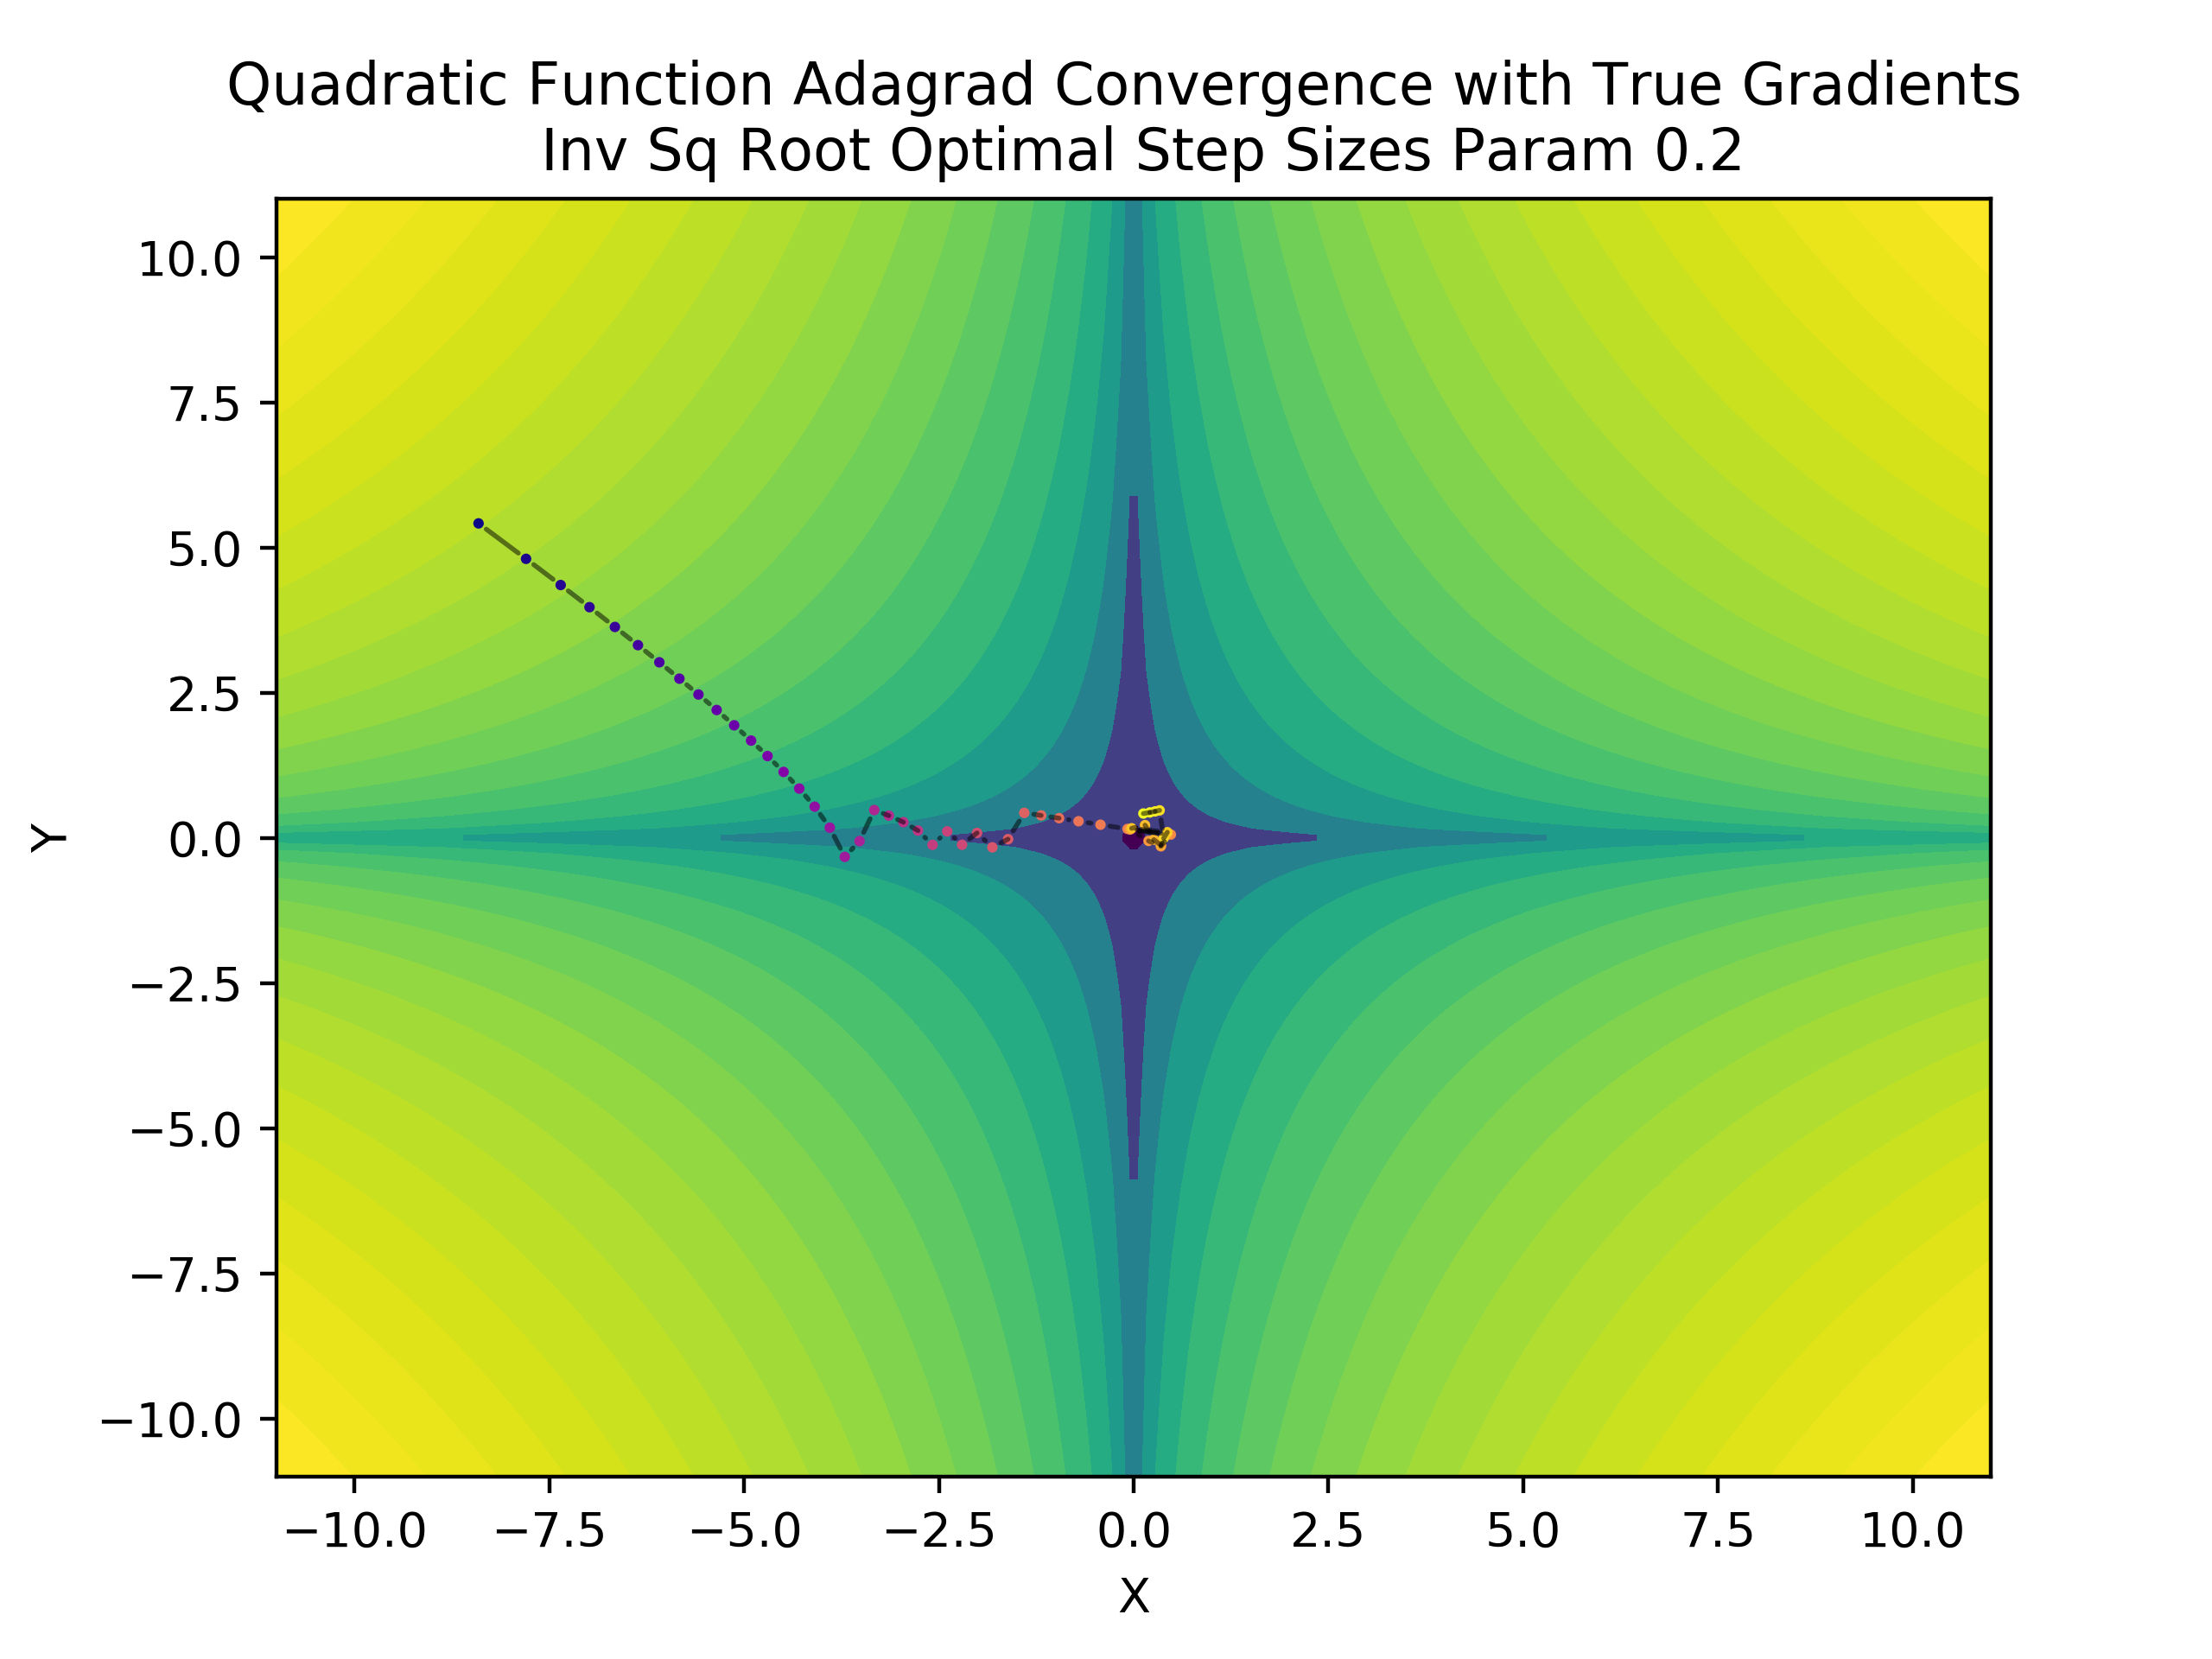 Quadratic Function Adagrad Convergence with True Gradients
Inv Sq Root Optimal Step Sizes Param 0.2
10.0
7.5
5.0
2.5
0.0
−2.5
−5.0
−7.5
−10.0
Y
−10.0 −7.5 −5.0 −2.5 0.0 2.5 5.0 7.5 10.0
X